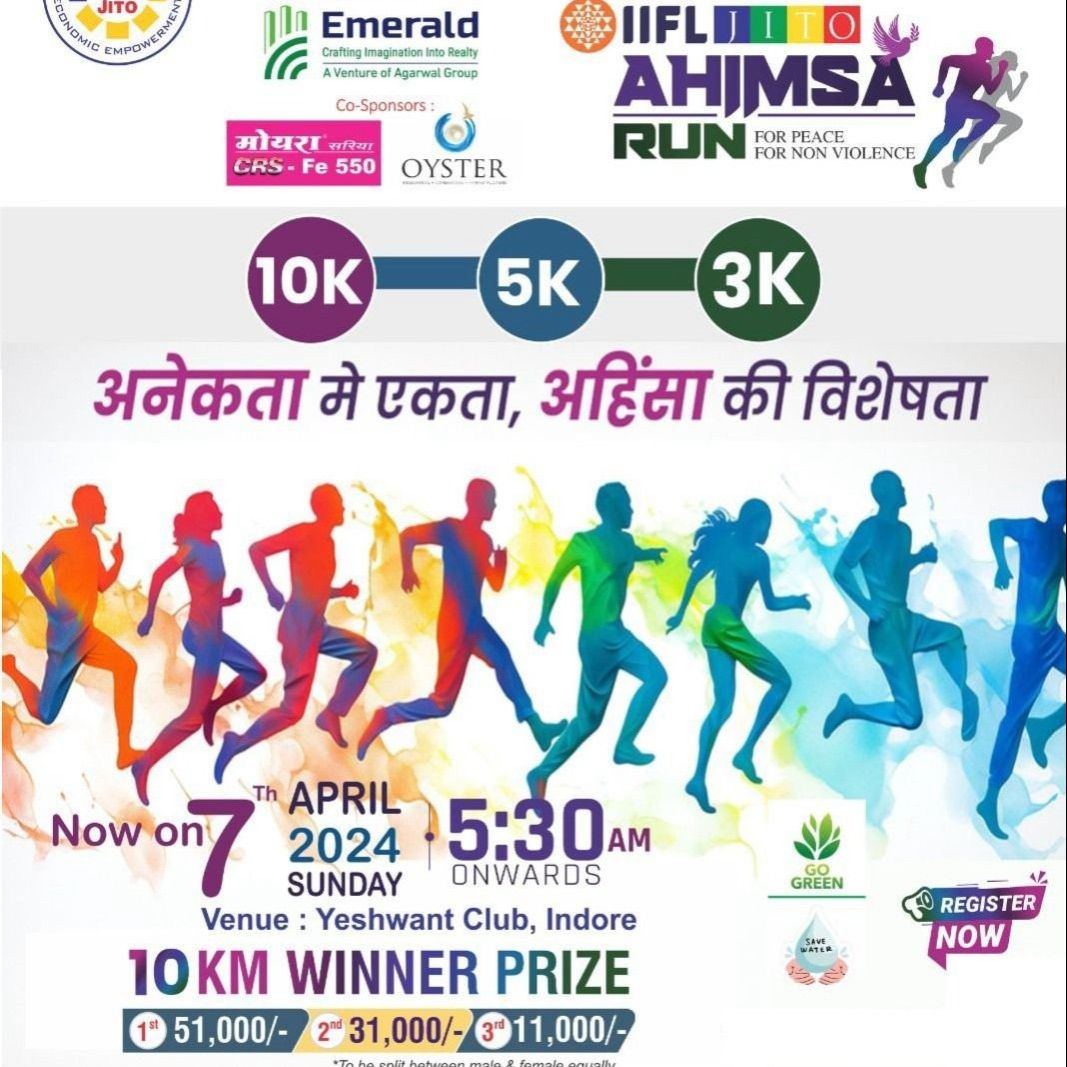 JITO
ECONOMIC EMPOWERMENT
Emerald
Crafting Imagination Into Realty
A Venture of Agarwal Group
Co-Sponsors :
मोयरा सरिया
CRS - Fe 550
OYSTER
IIFL JITO
AHIMSA
RUN FOR PEACE
FOR NON VIOLENCE
10K
5K
3K
अनेकता मे एकता, अहिंसा की विशेषता
Now on 7Th APRIL
2024
SUNDAY
5:30 AM
ONWARDS
GO
GREEN
SAVE
WATER
REGISTER
NOW
Venue : Yeshwant Club, Indore
10KM WINNER PRIZE
1st 51,000/- 2nd 31,000/- 3rd 11,000/-
*To be split between male & female equally